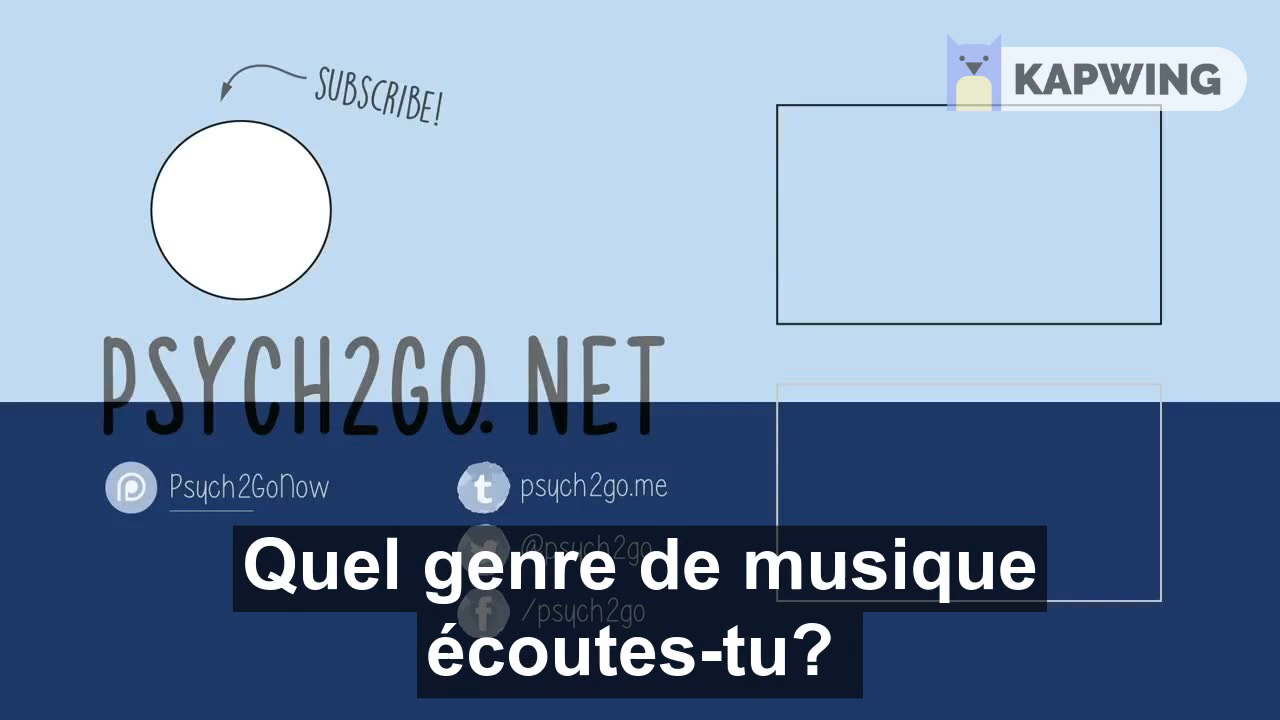 SUBSCRIBE!
KAPWING
PSYCH2GO. NET
Psych2GoNow
psych2go.me
@psych2go
/psych2go
Quel genre de musique
écoutes-tu?